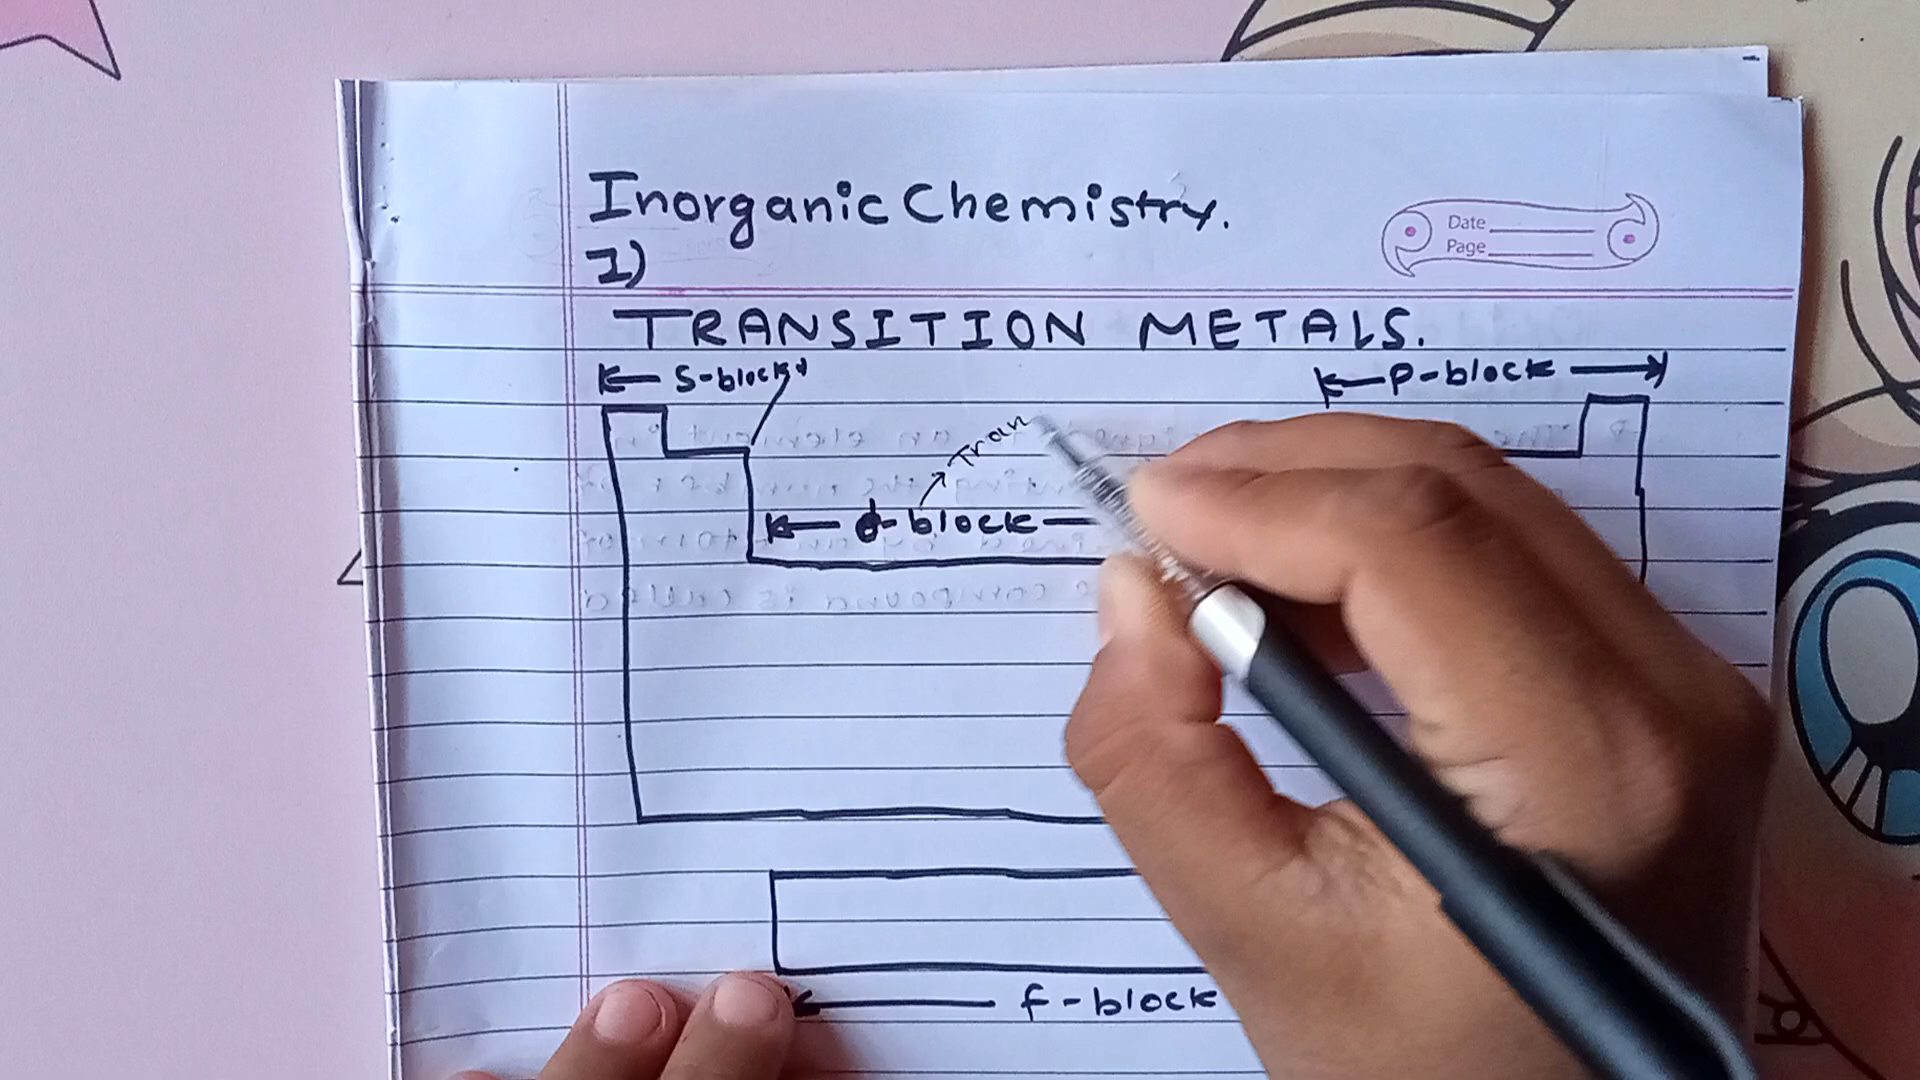 Inorganic Chemistry.
1)
Date
Page
TRANSITION METALS.
S-block
p-block
Tran
d-block
f-block